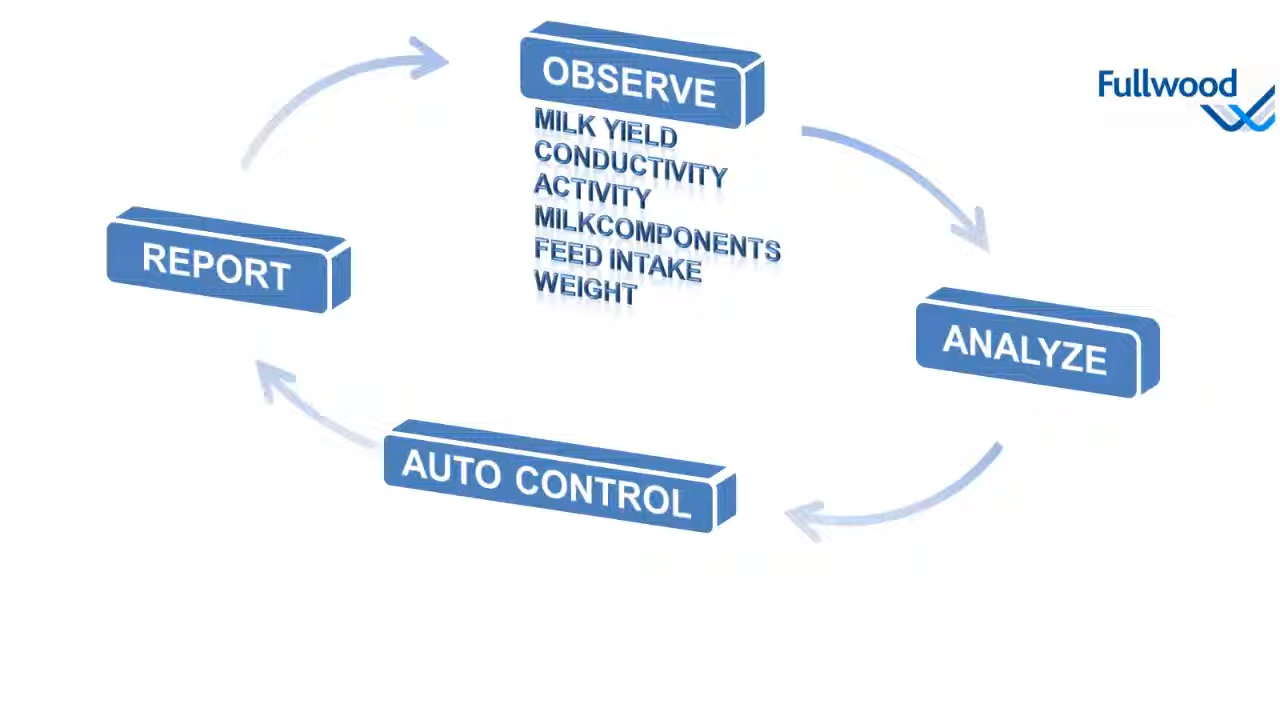 OBSERVE
MILK YIELD
CONDUCTIVITY
ACTIVITY
MILKCOMPONENTS
FEED INTAKE
WEIGHT
Fullwood
REPORT
ANALYZE
AUTO CONTROL